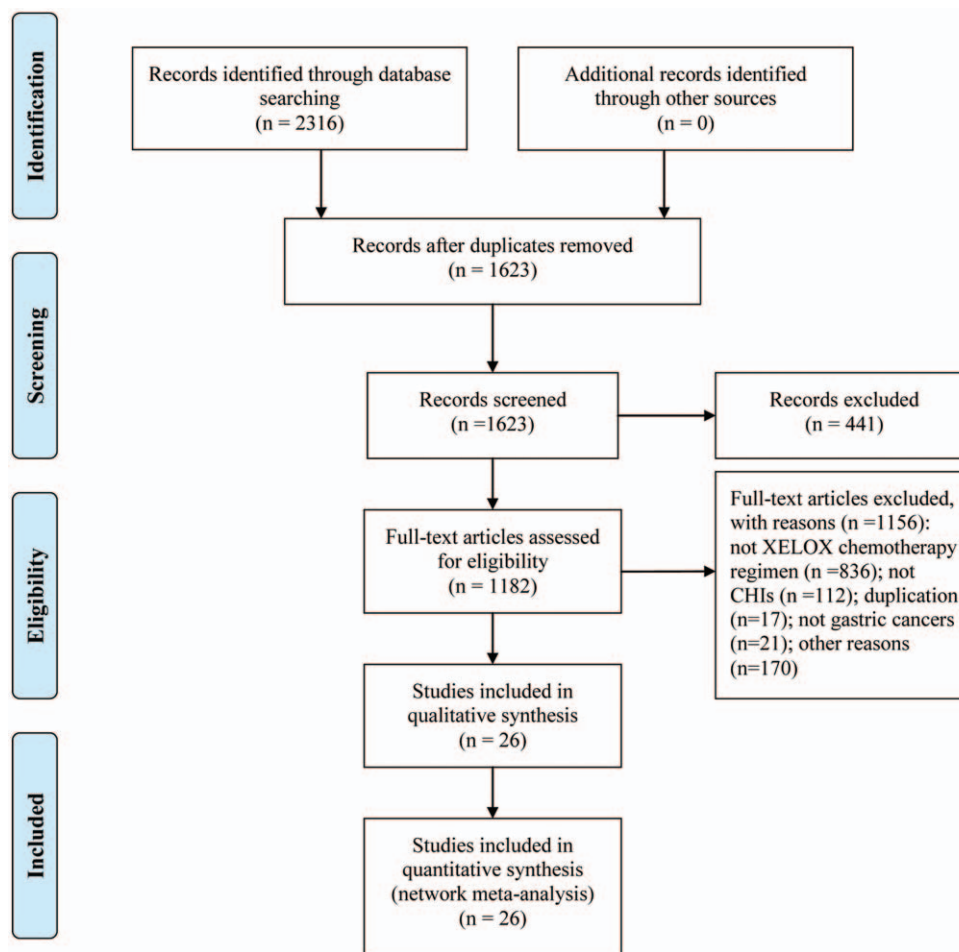 Identification
Records identified through database
searching
(n = 2316)
Additional records identified
through other sources
(n = 0)
Records after duplicates removed
(n = 1623)
Screening
Records screened
(n =1623)
Records excluded
(n = 441)
Eligibility
Full-text articles assessed
for eligibility
(n = 1182)
Full-text articles excluded,
with reasons (n =1156):
not XELOX chemotherapy
regimen (n =836); not
CHIs (n =112); duplication
(n=17); not gastric cancers
(n=21); other reasons
(n=170)
Studies included in
qualitative synthesis
(n = 26)
Included
Studies included in
quantitative synthesis
(network meta-analysis)
(n = 26)